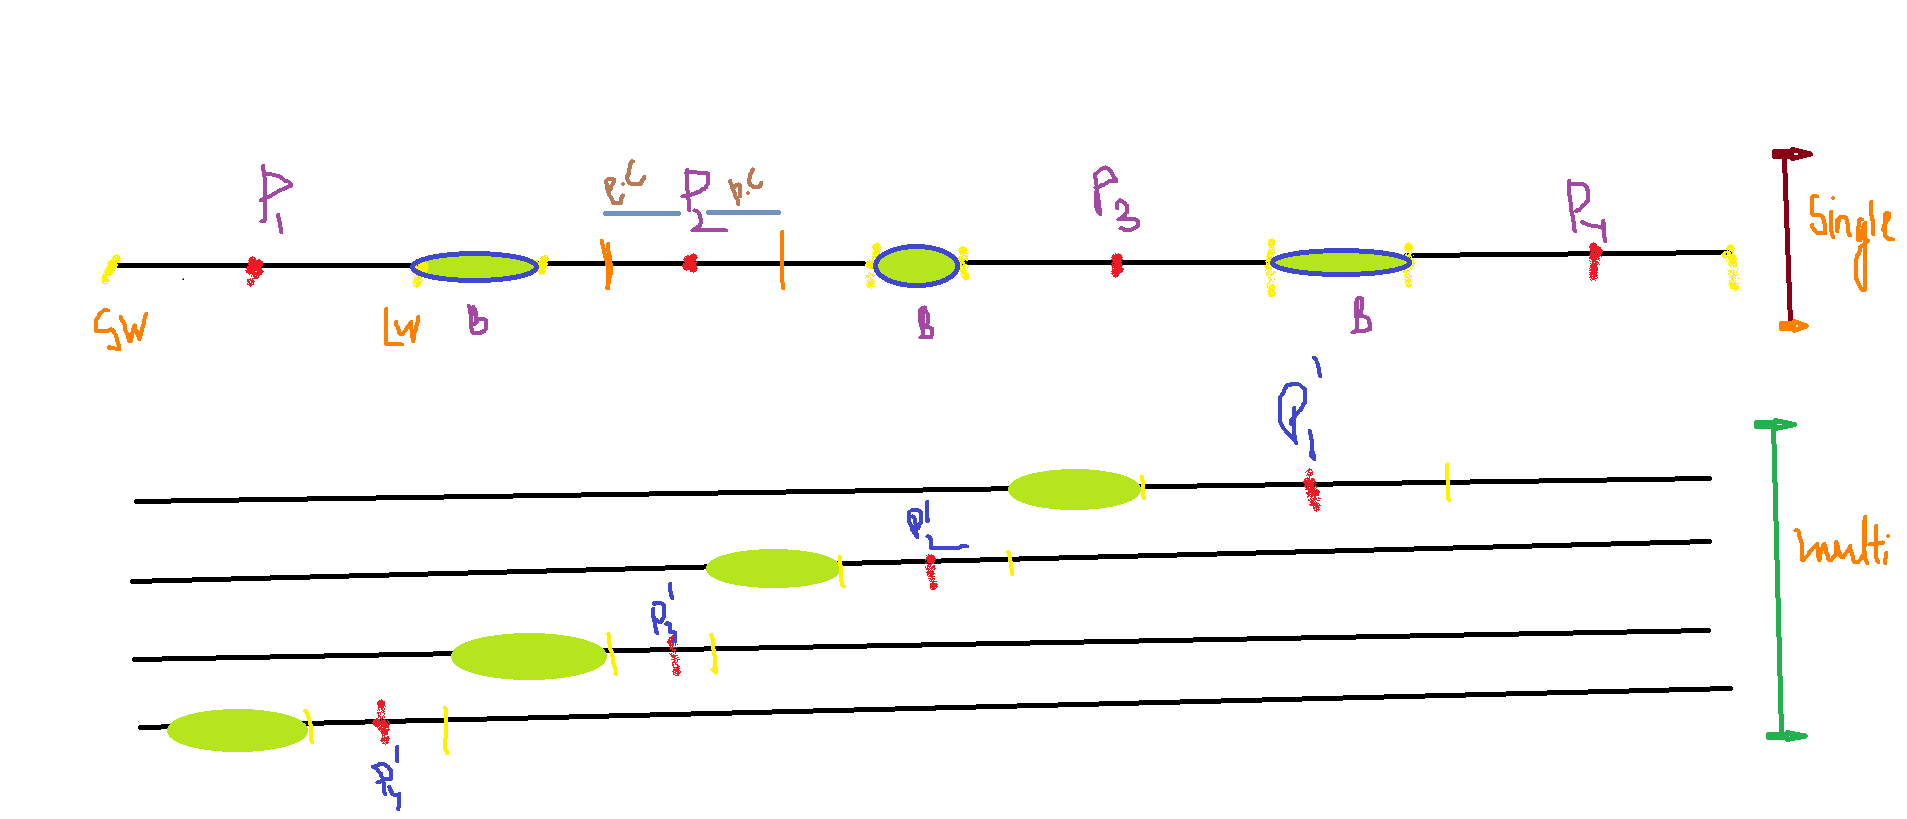 P1 P.C P2 P.C P3 P4
Single
SW LW B B B
P1'
P2'
multi
P3'
P4'